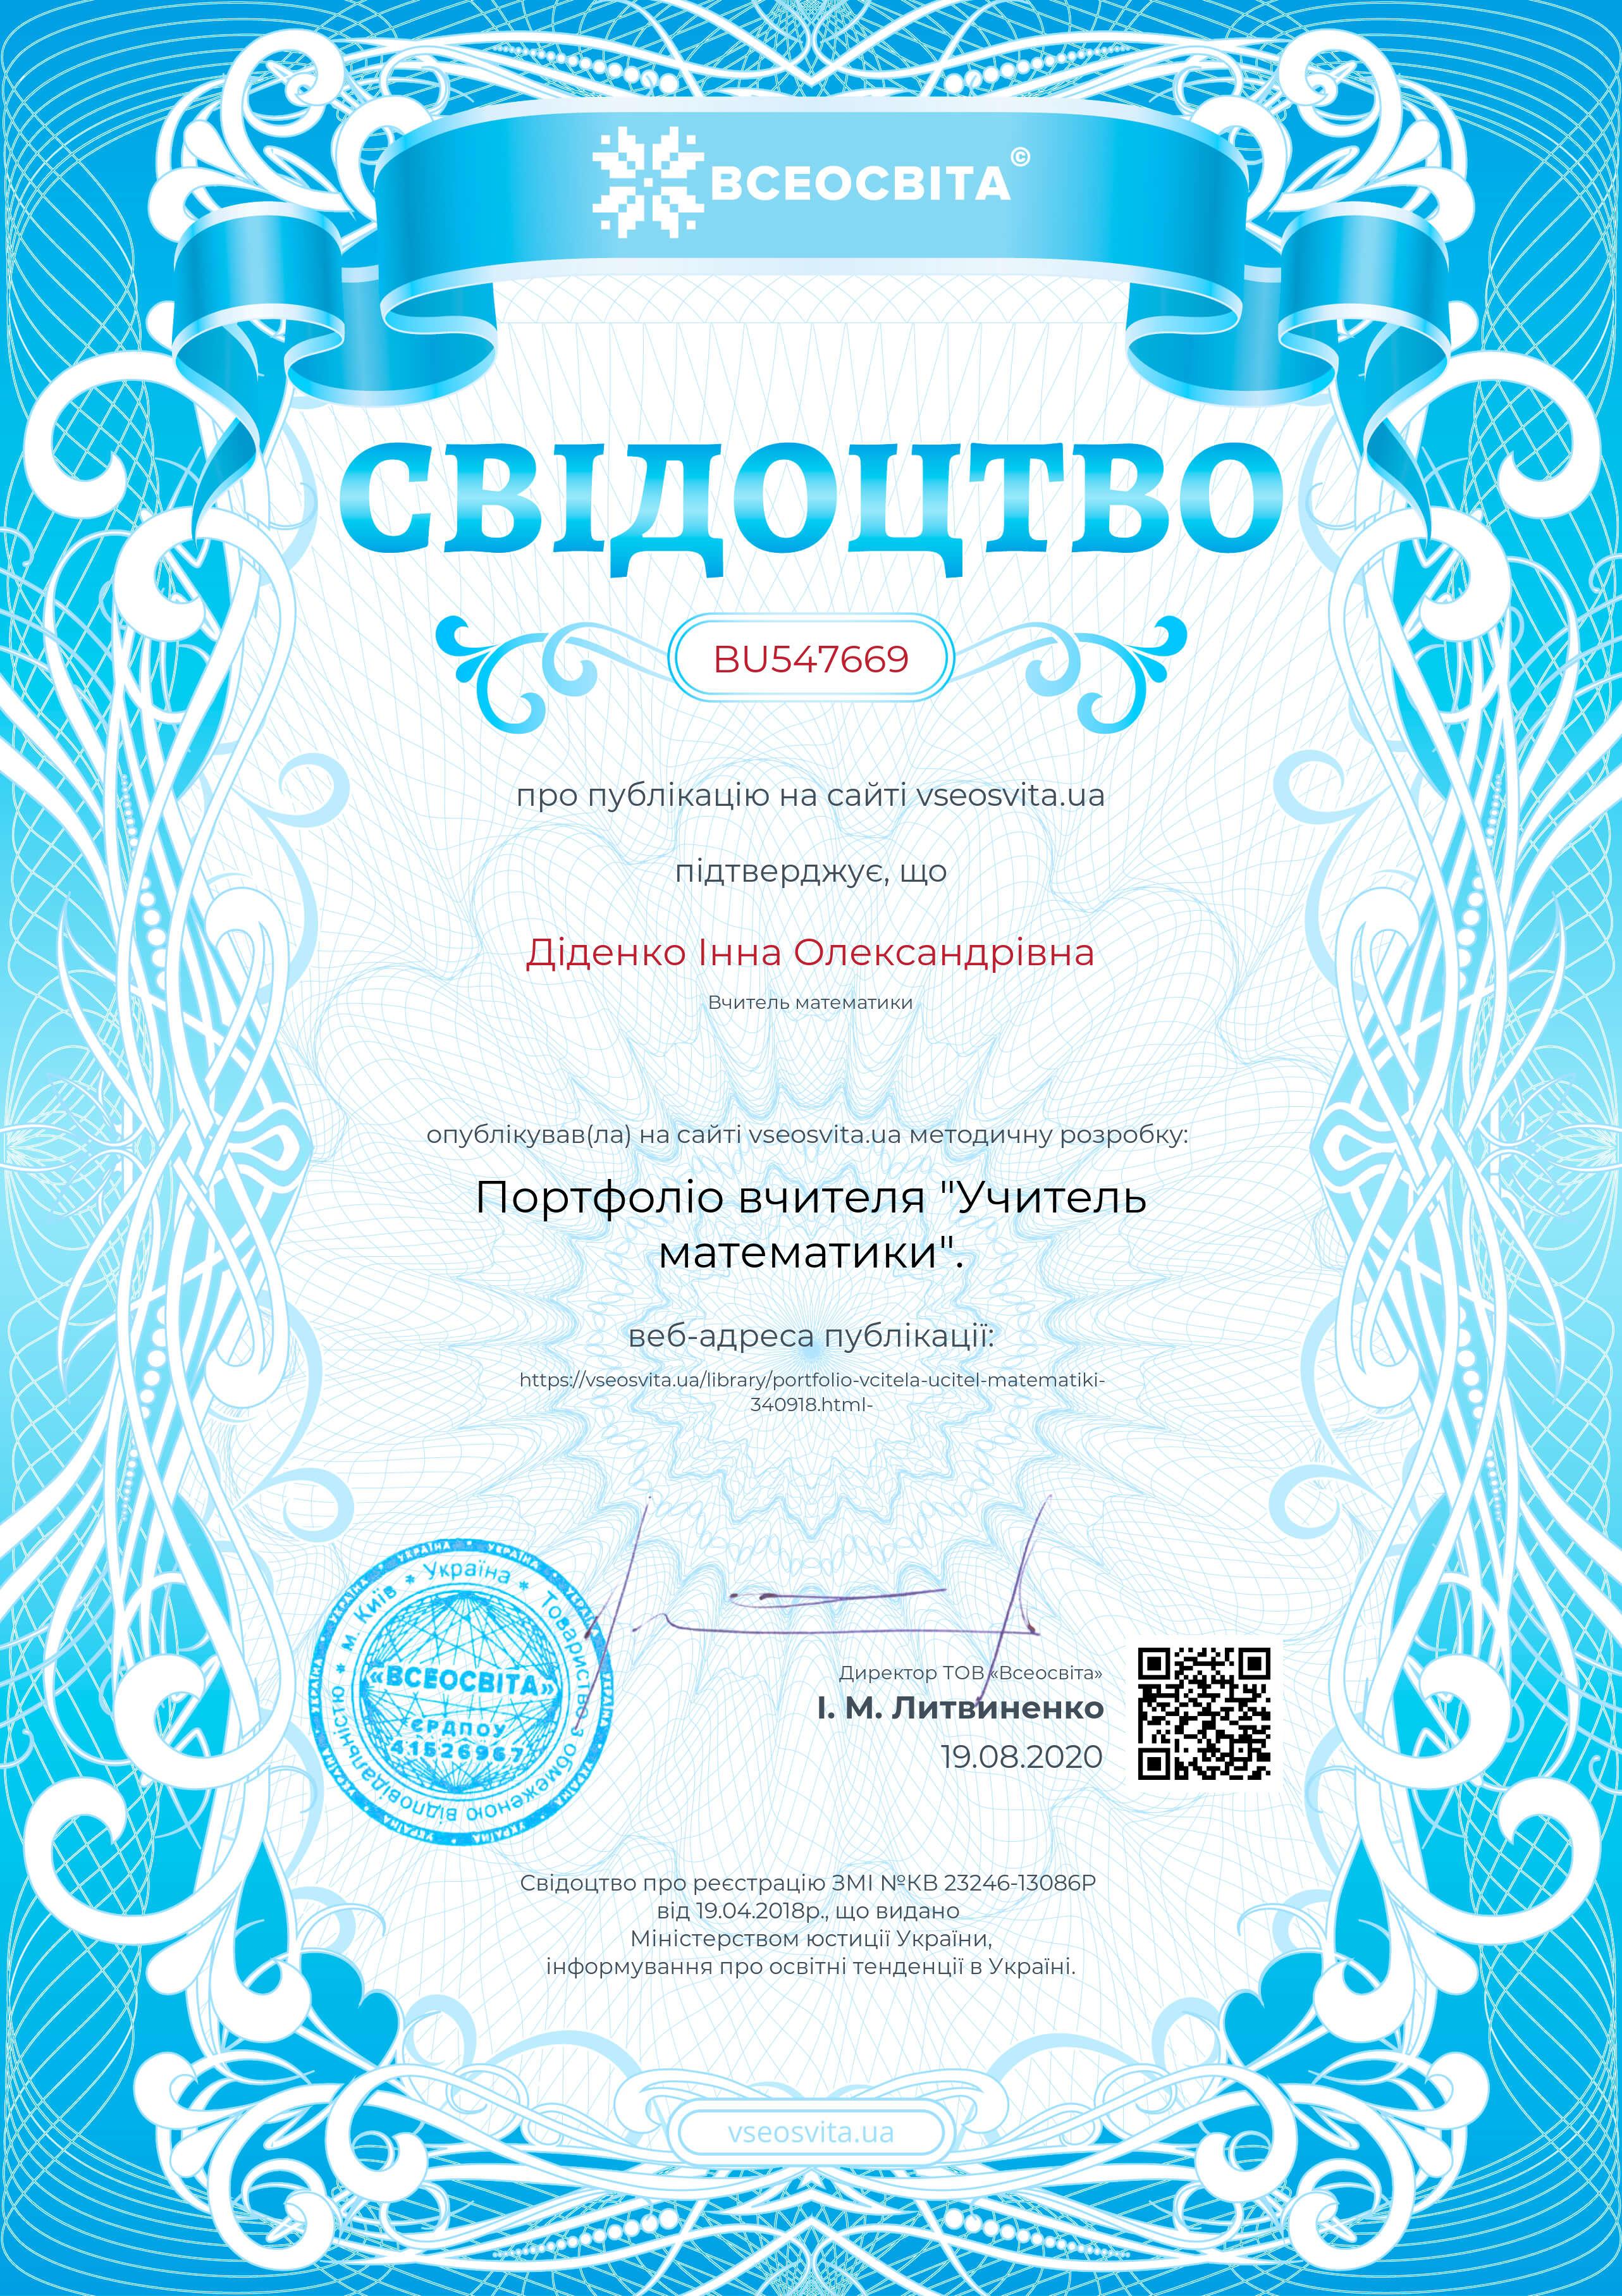 ВСЕОСВІТА©
СВІДОЦТВО
BU547669
про публікацію на сайті vseosvita.ua
підтверджує, що
Діденко Інна Олександрівна
Вчитель математики
опублікував(ла) на сайті vseosvita.ua методичну розробку:
Портфоліо вчителя "Учитель
математики".
веб-адреса публікації:
https://vseosvita.ua/library/portfolio-vcitela-ucitel-matematiki-
340918.html-
УКРАЇНА * УКРАЇНА
м. Київ * Україна * Товариство з обмеженою відповідальністю *
«ВСЕОСВІТА»
ЄРДПОУ
41526967
Директор ТОВ «Всеосвіта»
І. М. Литвиненко
19.08.2020
Свідоцтво про реєстрацію ЗМІ №КВ 23246-13086Р
від 19.04.2018р., що видано
Міністерством юстиції України,
інформування про освітні тенденції в Україні.
vseosvita.ua